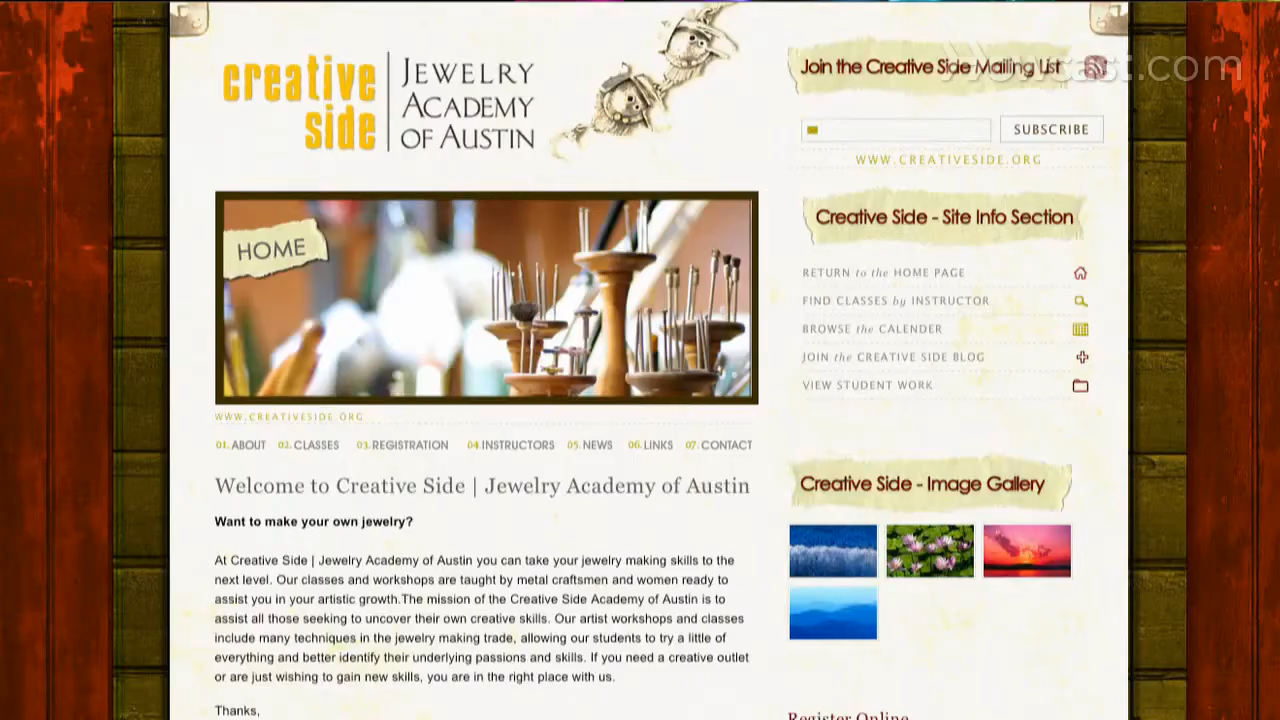 creative
side
JEWELRY
ACADEMY
OF AUSTIN
HOME
WWW.CREATIVESIDE.ORG
01. ABOUT 02. CLASSES 03. REGISTRATION 04. INSTRUCTORS 05. NEWS 06. LINKS 07. CONTACT
Welcome to Creative Side | Jewelry Academy of Austin
Want to make your own jewelry?
At Creative Side | Jewelry Academy of Austin you can take your jewelry making skills to the
next level. Our classes and workshops are taught by metal craftsmen and women ready to
assist you in your artistic growth.The mission of the Creative Side Academy of Austin is to
assist all those seeking to uncover their own creative skills. Our artist workshops and classes
include many techniques in the jewelry making trade, allowing our students to try a little of
everything and better identify their underlying passions and skills. If you need a creative outlet
or are just wishing to gain new skills, you are in the right place with us.
Thanks,
Join the Creative Side Mailing List
SUBSCRIBE
WWW.CREATIVESIDE.ORG
Creative Side - Site Info Section
RETURN to the HOME PAGE
FIND CLASSES by INSTRUCTOR
BROWSE the CALENDER
JOIN the CREATIVE SIDE BLOG
VIEW STUDENT WORK
Creative Side - Image Gallery
Register Online